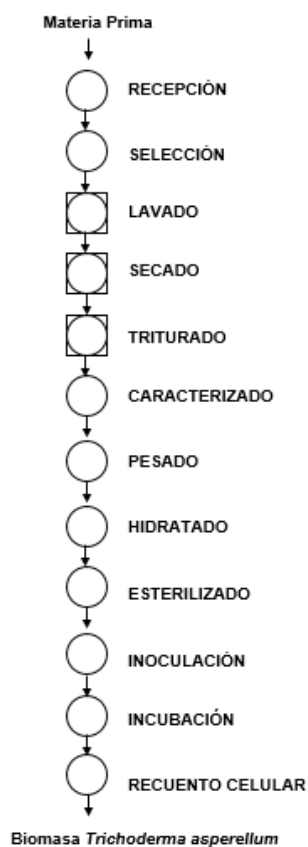 Materia Prima
RECEPCIÓN
SELECCIÓN
LAVADO
SECADO
TRITURADO
CARACTERIZADO
PESADO
HIDRATADO
ESTERILIZADO
INOCULACIÓN
INCUBACIÓN
RECUENTO CELULAR
Biomasa Trichoderma asperellum